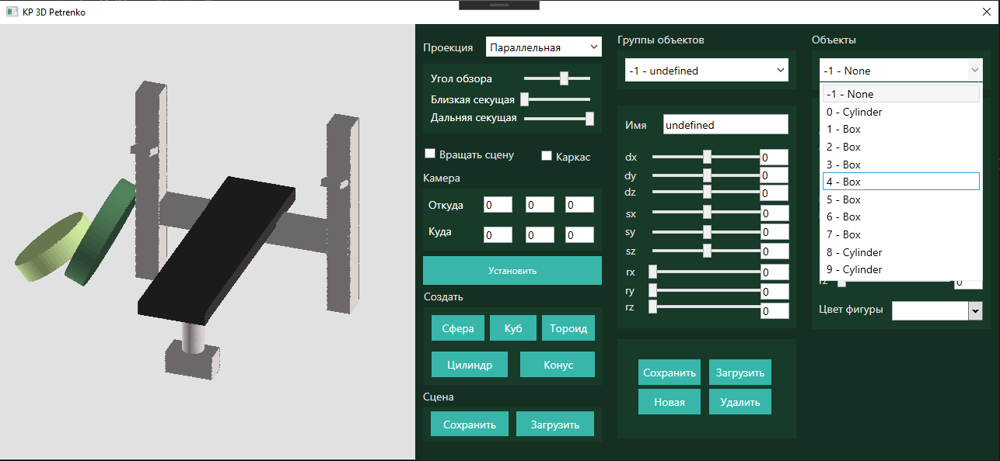 KP 3D Petrenko
Проекция
Параллельная
Угол обзора
Близкая секущая
Дальняя секущая
Вращать сцену
Каркас
Камера
Откуда
0
0
0
Куда
0
0
0
Установить
Создать
Сфера
Куб
Тороид
Цилиндр
Конус
Сцена
Сохранить
Загрузить
Группы объектов
-1 - undefined
Имя
undefined
dx
0
dy
0
dz
0
sx
0
sy
0
sz
0
rx
0
ry
0
rz
0
Сохранить
Загрузить
Новая
Удалить
Объекты
-1 - None
-1 - None
0 - Cylinder
1 - Box
2 - Box
3 - Box
4 - Box
5 - Box
6 - Box
7 - Box
8 - Cylinder
9 - Cylinder
rz
0
Цвет фигуры